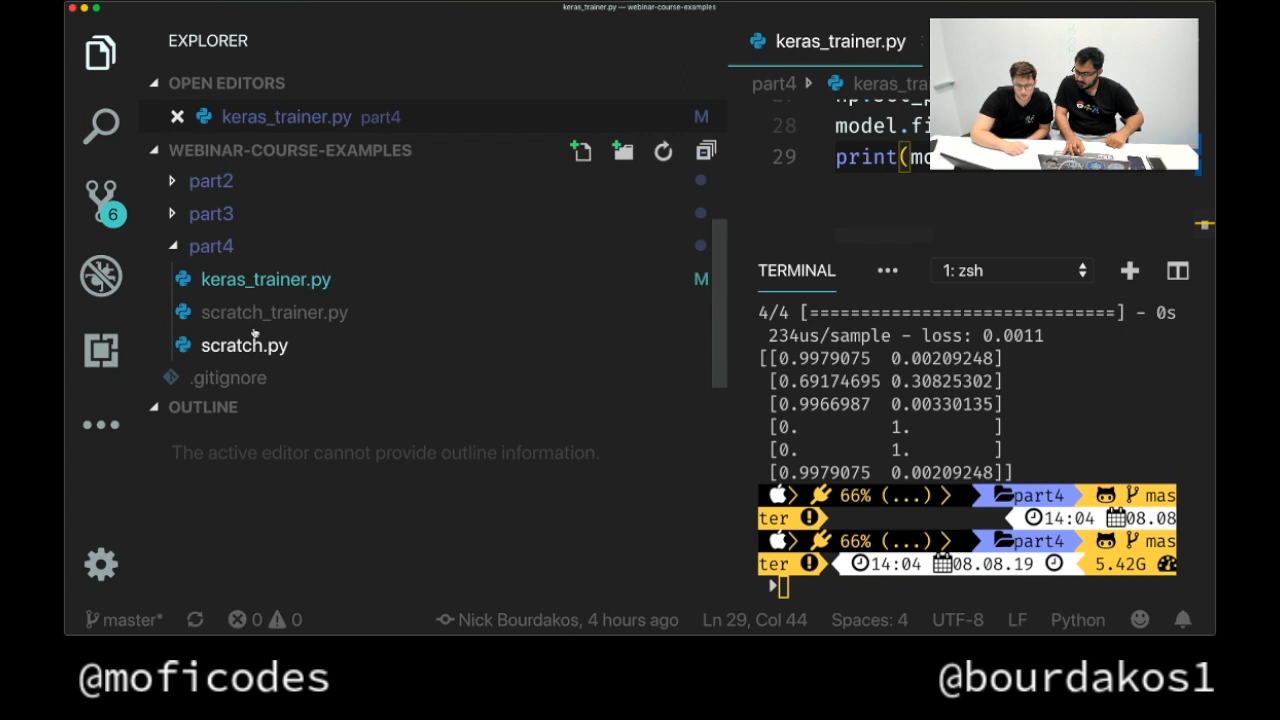 keras_trainer.py — webinar-course-examples
EXPLORER
OPEN EDITORS
keras_trainer.py part4 M
WEBINAR-COURSE-EXAMPLES
part2
part3
part4
keras_trainer.py M
scratch_trainer.py
scratch.py
.gitignore
OUTLINE
The active editor cannot provide outline information.
6
keras_trainer.py
part4 keras_tra
28 model.fi
29 print(mo
TERMINAL ••• 1: zsh
4/4 [==============================] - 0s
234us/sample - loss: 0.0011
[[0.9979075 0.00209248]
[0.69174695 0.30825302]
[0.9966987 0.00330135]
[0. 1. ]
[0. 1. ]
[0.9979075 0.00209248]]
66% (...) part4 mas
ter 14:04 08.08
66% (...) part4 mas
ter 14:04 08.08.19 5.42G
master* 0 0 Nick Bourdakos, 4 hours ago Ln 29, Col 44 Spaces: 4 UTF-8 LF Python
@moficodes @bourdakos1